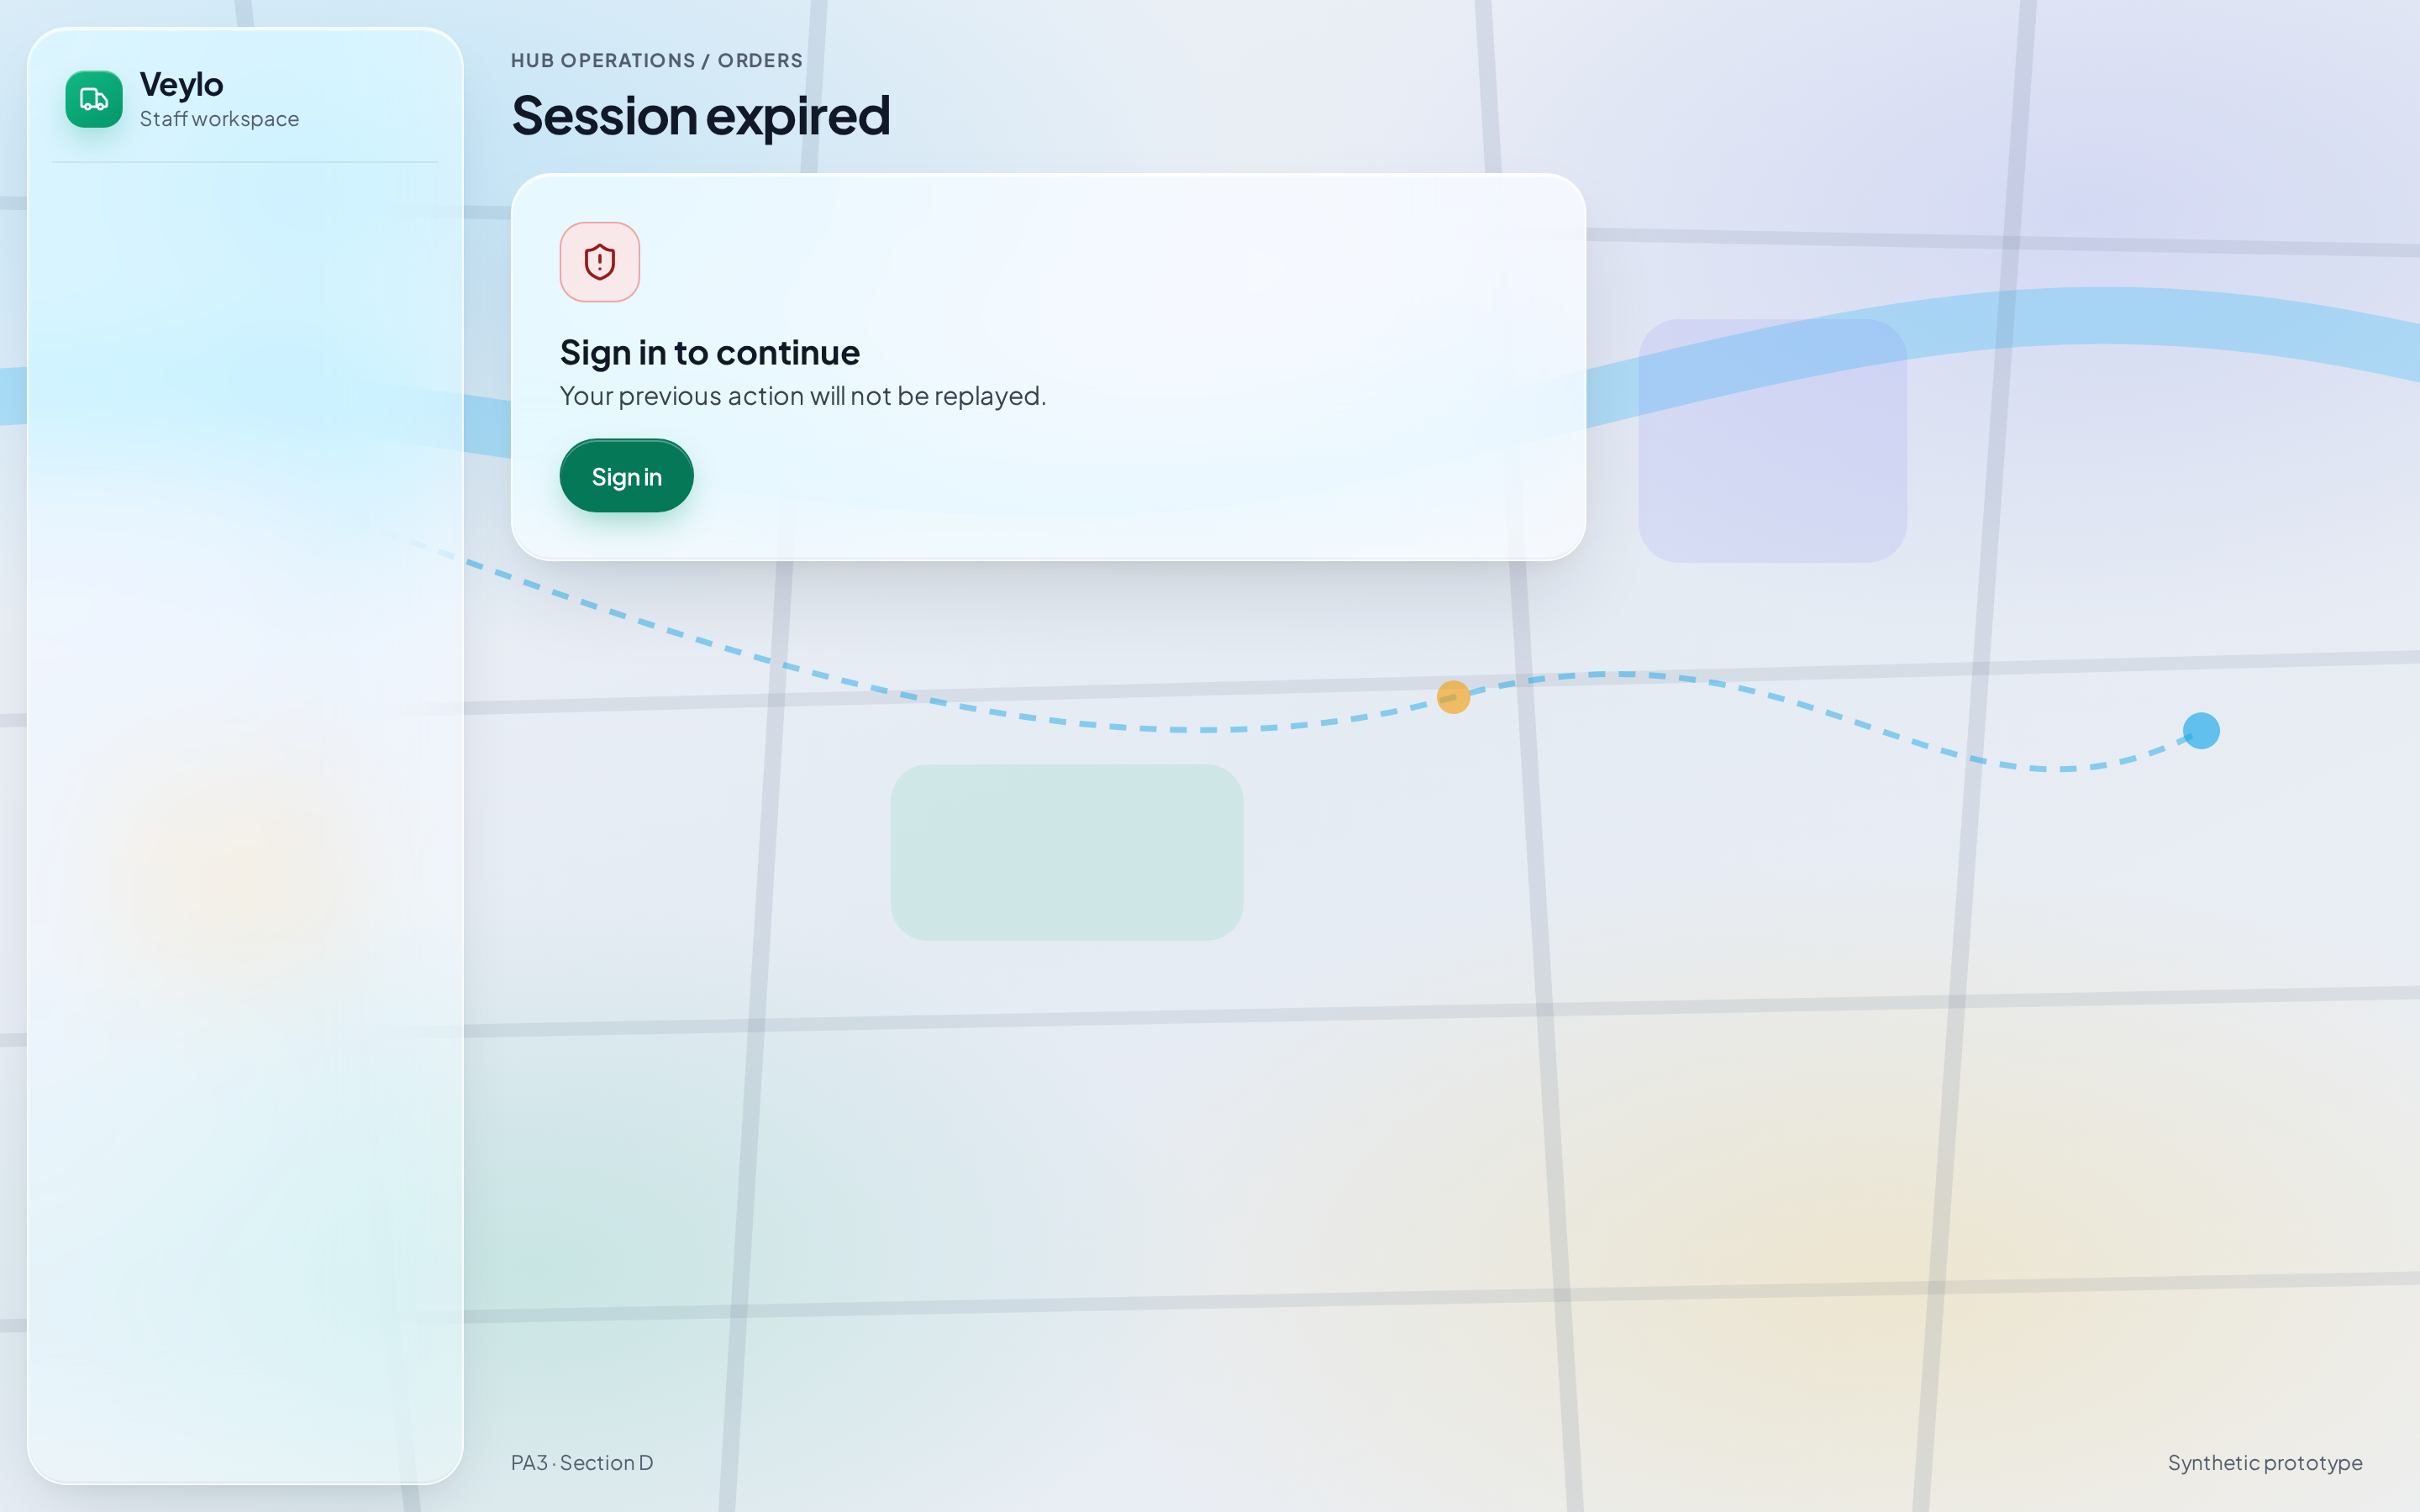 Veylo
Staff workspace
HUB OPERATIONS / ORDERS
Session expired
Sign in to continue
Your previous action will not be replayed.
Sign in
PA3 · Section D
Synthetic prototype